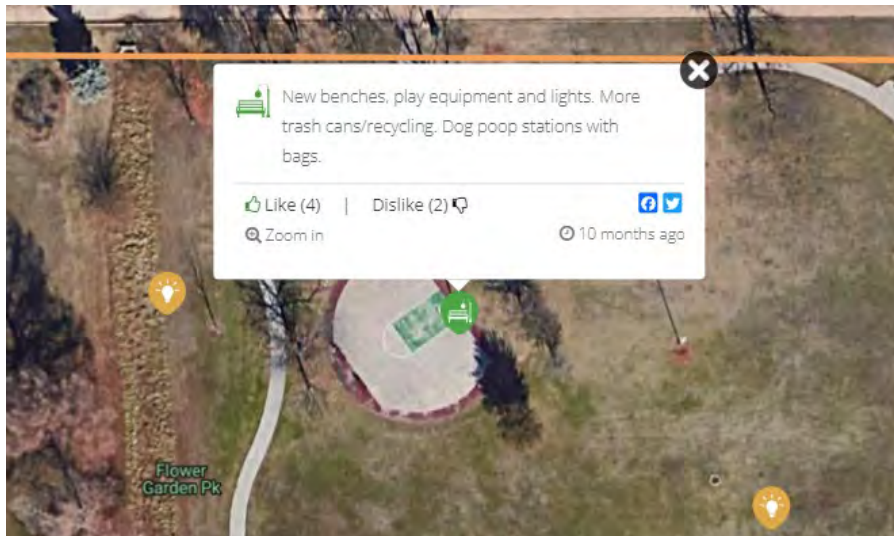 New benches, play equipment and lights. More
trash cans/recycling. Dog poop stations with
bags.
Like (4) | Dislike (2)
Zoom in
10 months ago
Flower
Garden Pk